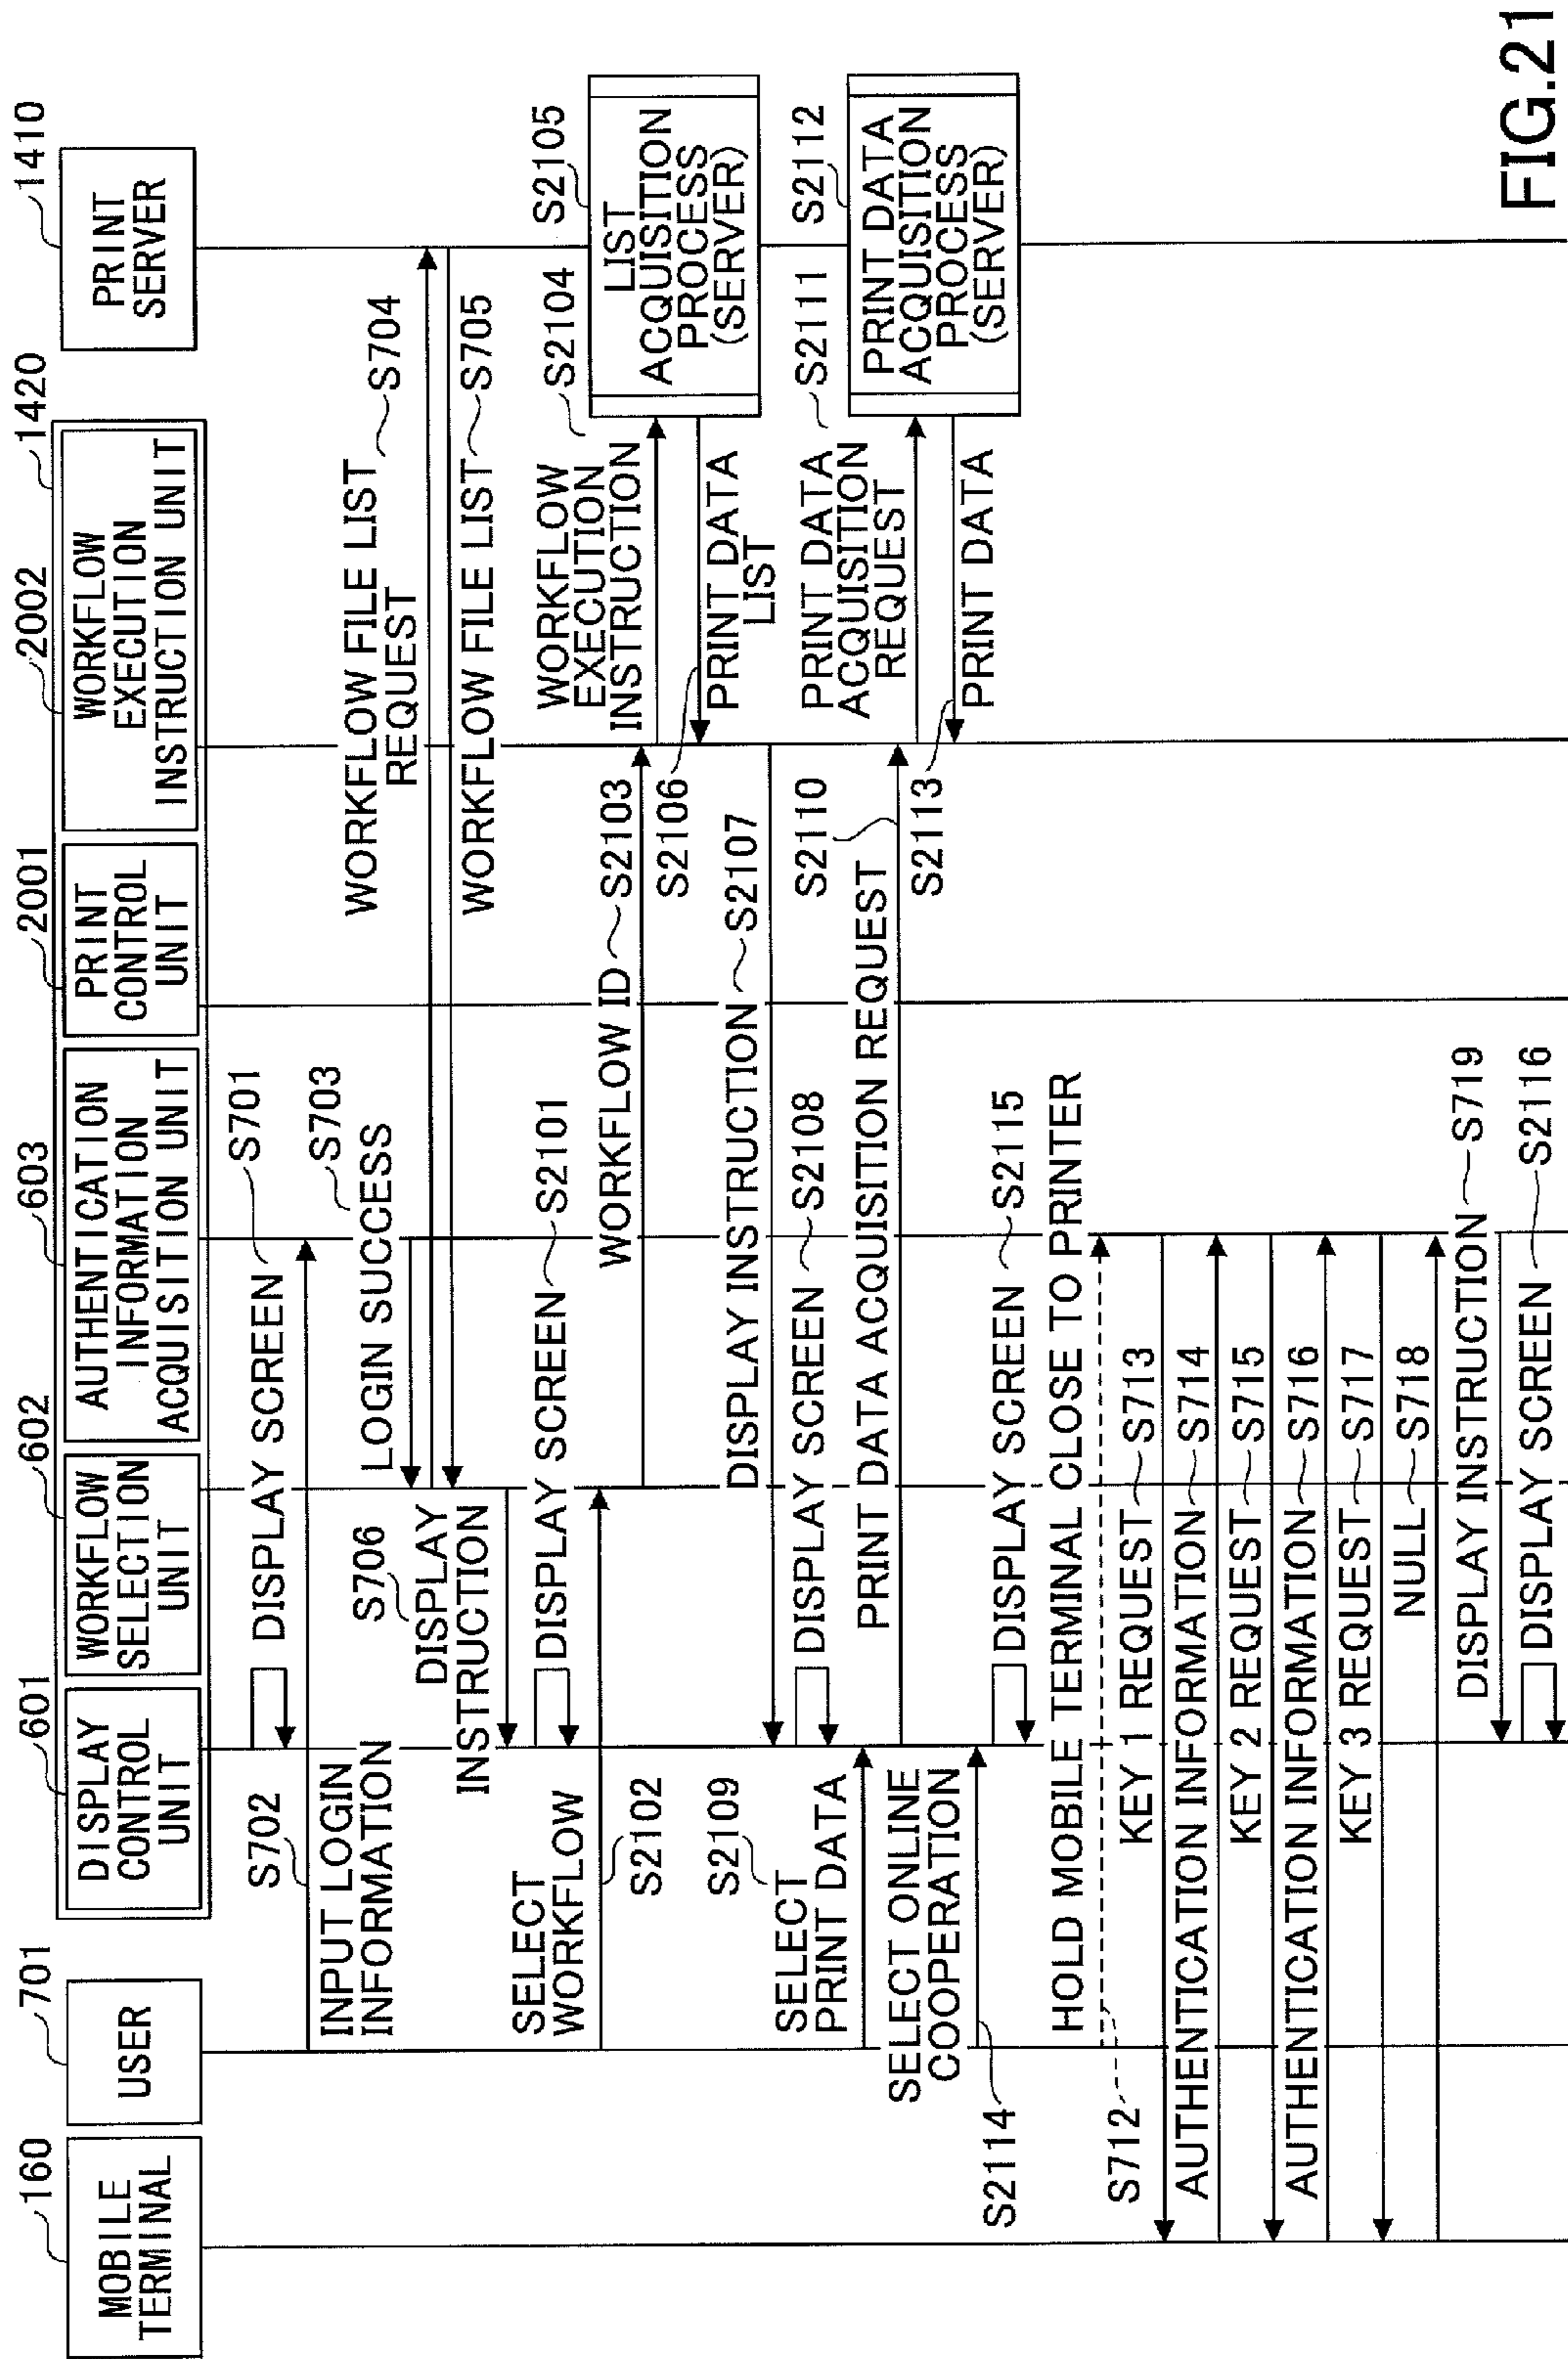 160
MOBILE
TERMINAL
701
USER
601
DISPLAY
CONTROL
UNIT
602
WORKFLOW
SELECTION
UNIT
603
AUTHENTICATION
INFORMATION
ACQUISITION UNIT
2001
PRINT
CONTROL
UNIT
2002
WORKFLOW
EXECUTION
INSTRUCTION UNIT
1420
1410
PRINT
SERVER
DISPLAY SCREEN S701
S702
INPUT LOGIN
INFORMATION
S703
LOGIN SUCCESS
WORKFLOW FILE LIST
REQUEST
S704
WORKFLOW FILE LIST S705
S706
DISPLAY
INSTRUCTION
DISPLAY SCREEN S2101
SELECT
WORKFLOW
S2102
WORKFLOW ID S2103
WORKFLOW
EXECUTION
INSTRUCTION
S2104
S2105
LIST
ACQUISITION
PROCESS
(SERVER)
S2106
PRINT DATA
LIST
DISPLAY INSTRUCTION S2107
DISPLAY SCREEN S2108
S2109
SELECT
PRINT DATA
S2110
PRINT DATA ACQUISITION REQUEST
PRINT DATA
ACQUISITION
REQUEST
S2111
S2112
PRINT DATA
ACQUISITION
PROCESS
(SERVER)
S2113
PRINT DATA
SELECT ONLINE
COOPERATION
S2114
DISPLAY SCREEN S2115
HOLD MOBILE TERMINAL CLOSE TO PRINTER
S712
KEY 1 REQUEST S713
AUTHENTICATION INFORMATION S714
KEY 2 REQUEST S715
AUTHENTICATION INFORMATION S716
KEY 3 REQUEST S717
NULL S718
DISPLAY INSTRUCTION S719
DISPLAY SCREEN S2116
FIG.21